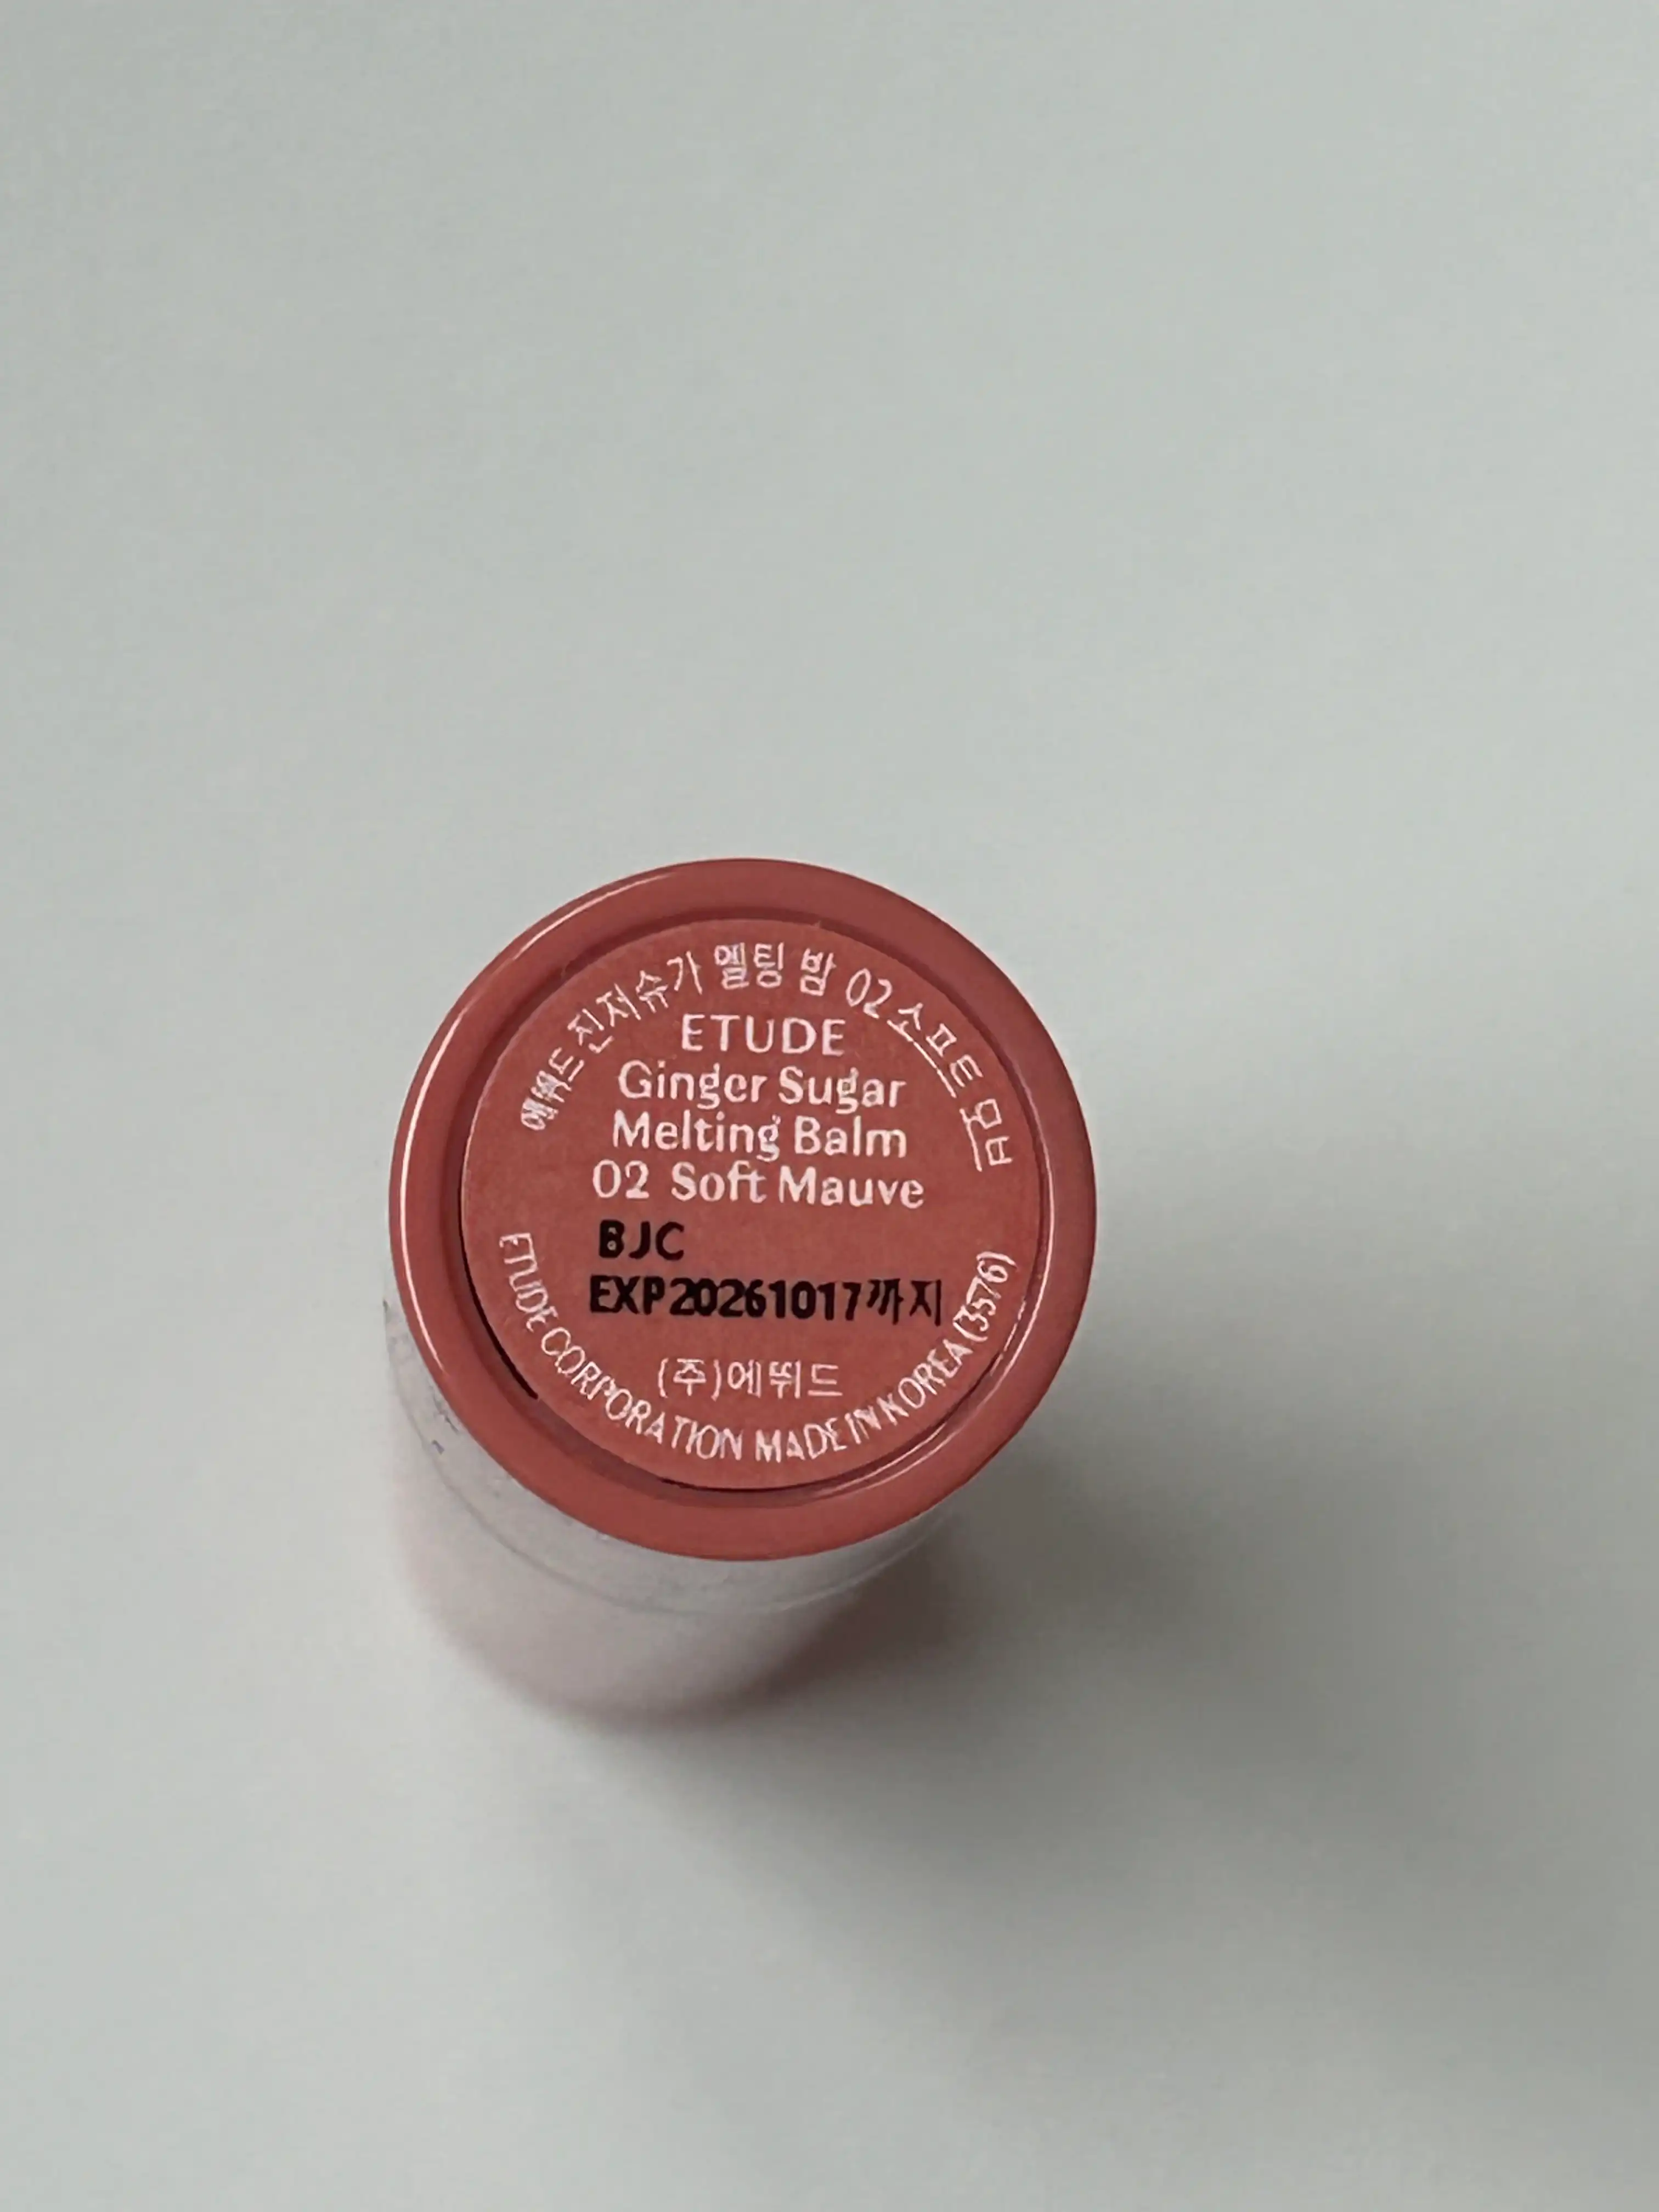 에뛰드 진저슈가 멜팅 밤 02 소프트 모브
ETUDE
Ginger Sugar
Melting Balm
02 Soft Mauve
BJC
EXP20261017까지
(주)에뛰드
ETUDE CORPORATION MADE IN KOREA (3576)